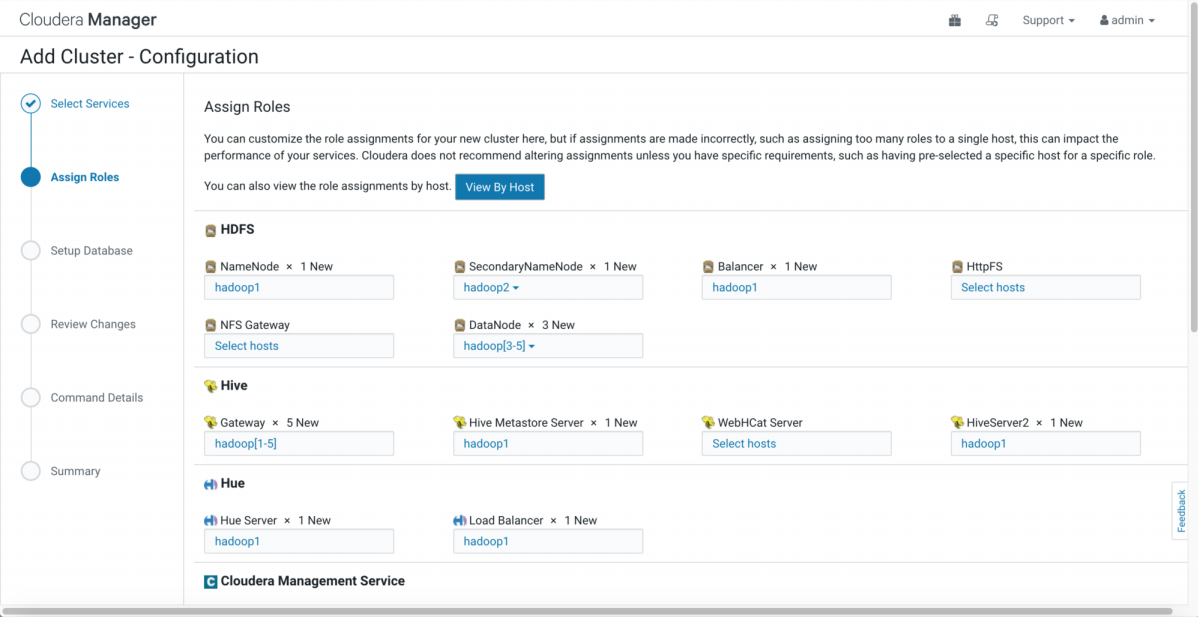 Cloudera Manager
Support
admin
Add Cluster - Configuration
Select Services
Assign Roles
Setup Database
Review Changes
Command Details
Summary
Assign Roles
You can customize the role assignments for your new cluster here, but if assignments are made incorrectly, such as assigning too many roles to a single host, this can impact the
performance of your services. Cloudera does not recommend altering assignments unless you have specific requirements, such as having pre-selected a specific host for a specific role.
You can also view the role assignments by host. View By Host
HDFS
NameNode × 1 New
SecondaryNameNode × 1 New
Balancer × 1 New
HttpFS
hadoop1
hadoop2
hadoop1
Select hosts
NFS Gateway
DataNode × 3 New
Select hosts
hadoop[3-5]
Hive
Gateway × 5 New
Hive Metastore Server × 1 New
WebHCat Server
HiveServer2 × 1 New
hadoop[1-5]
hadoop1
Select hosts
hadoop1
Hue
Hue Server × 1 New
Load Balancer × 1 New
hadoop1
hadoop1
Feedback
C Cloudera Management Service